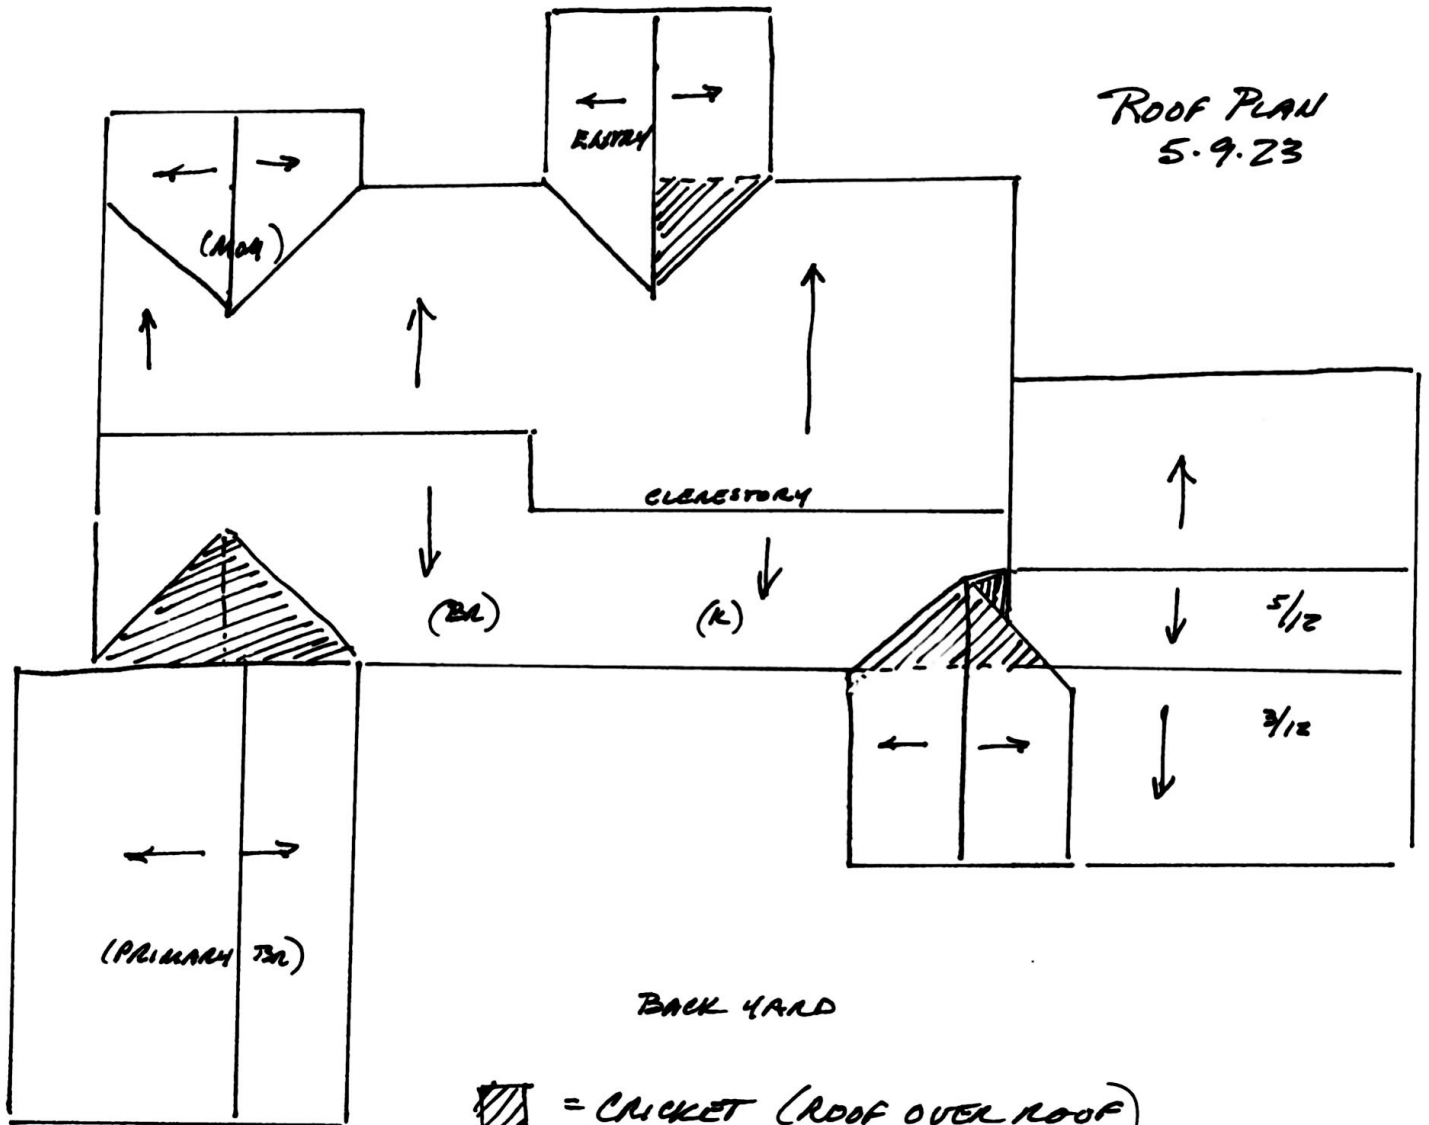 ROOF PLAN
5.9.23
ENTRY
(MOM)
CLERESTORY
(BR)
(K)
5/12
3/12
(PRIMARY BR)
BACK YARD
= CRICKET (ROOF OVER ROOF)